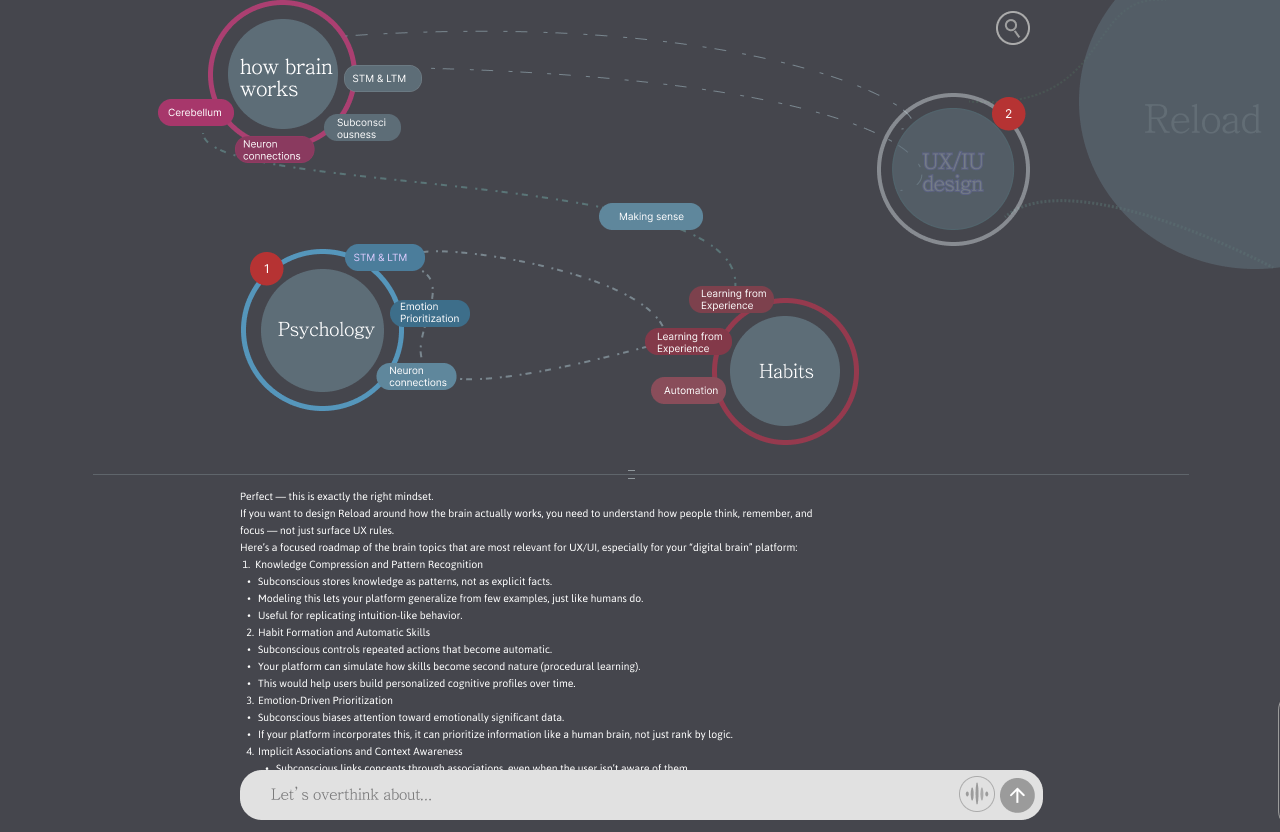 how brain
works
STM & LTM
Cerebellum
Subconsci
ousness
Neuron
connections
2
Reload
UX/IU
design
Making sense
1
STM & LTM
Emotion
Prioritization
Psychology
Neuron
connections
Learning from
Experience
Learning from
Experience
Habits
Automation
Perfect — this is exactly the right mindset.
If you want to design Reload around how the brain actually works, you need to understand how people think, remember, and
focus — not just surface UX rules.
Here's a focused roadmap of the brain topics that are most relevant for UX/UI, especially for your “digital brain” platform:
1. Knowledge Compression and Pattern Recognition
• Subconscious stores knowledge as patterns, not as explicit facts.
• Modeling this lets your platform generalize from few examples, just like humans do.
• Useful for replicating intuition-like behavior.
2. Habit Formation and Automatic Skills
• Subconscious controls repeated actions that become automatic.
• Your platform can simulate how skills become second nature (procedural learning).
• This would help users build personalized cognitive profiles over time.
3. Emotion-Driven Prioritization
• Subconscious biases attention toward emotionally significant data.
• If your platform incorporates this, it can prioritize information like a human brain, not just rank by logic.
4. Implicit Associations and Context Awareness
• Subconscious links concepts through associations, even when the user isn't aware of them.
Let's overthink about...